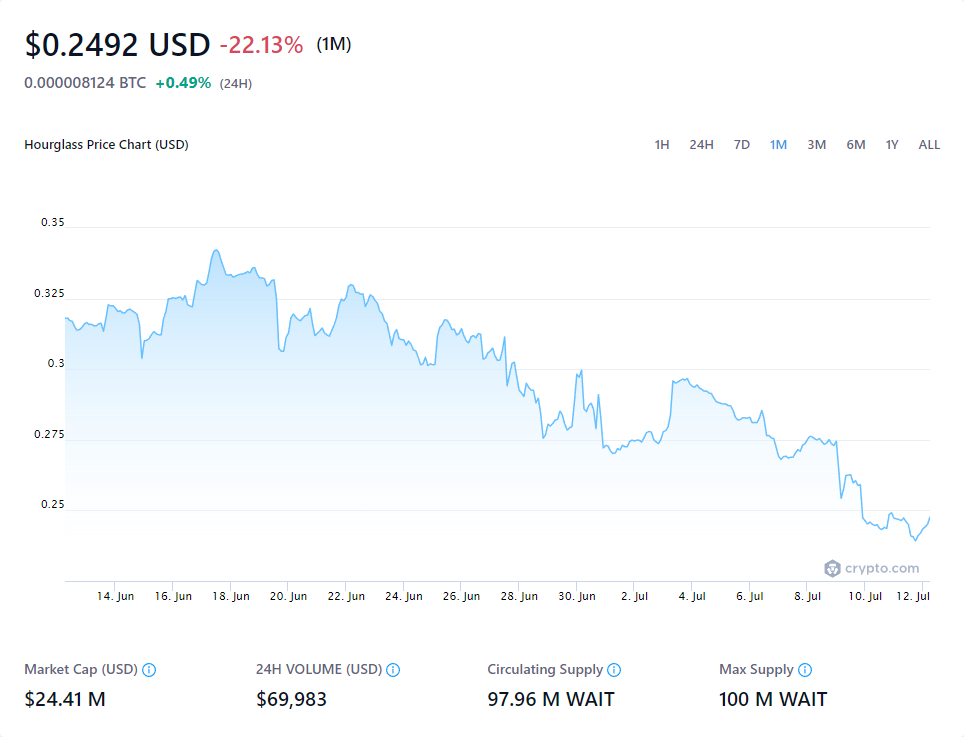 $0.2492 USD -22.13% (1M)
0.000008124 BTC +0.49% (24H)
Hourglass Price Chart (USD) 1H 24H 7D 1M 3M 6M 1Y ALL
0.35
0.325
0.3
0.275
0.25
crypto.com
14. Jun 16. Jun 18. Jun 20. Jun 22. Jun 24. Jun 26. Jun 28. Jun 30. Jun 2. Jul 4. Jul 6. Jul 8. Jul 10. Jul 12. Jul
Market Cap (USD) 24H VOLUME (USD) Circulating Supply Max Supply
$24.41 M $69,983 97.96 M WAIT 100 M WAIT